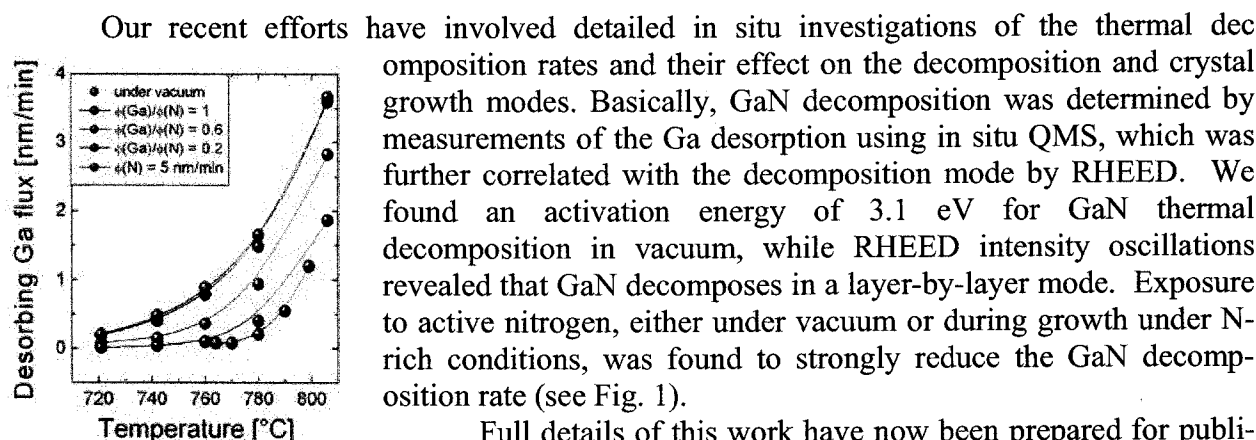 Our recent efforts have involved detailed in situ investigations of the thermal dec
omposition rates and their effect on the decomposition and crystal
growth modes. Basically, GaN decomposition was determined by
measurements of the Ga desorption using in situ QMS, which was
further correlated with the decomposition mode by RHEED. We
found an activation energy of 3.1 eV for GaN thermal
decomposition in vacuum, while RHEED intensity oscillations
revealed that GaN decomposes in a layer-by-layer mode. Exposure
to active nitrogen, either under vacuum or during growth under N-
rich conditions, was found to strongly reduce the GaN decomp-
osition rate (see Fig. 1).
Full details of this work have now been prepared for publi-
Desorbing Ga flux [nm/min]
4
3
2
1
0
under vacuum
ϕ(Ga)/ϕ(N) = 1
ϕ(Ga)/ϕ(N) = 0.6
ϕ(Ga)/ϕ(N) = 0.2
ϕ(N) = 5 nm/min
720 740 760 780 800
Temperature [°C]